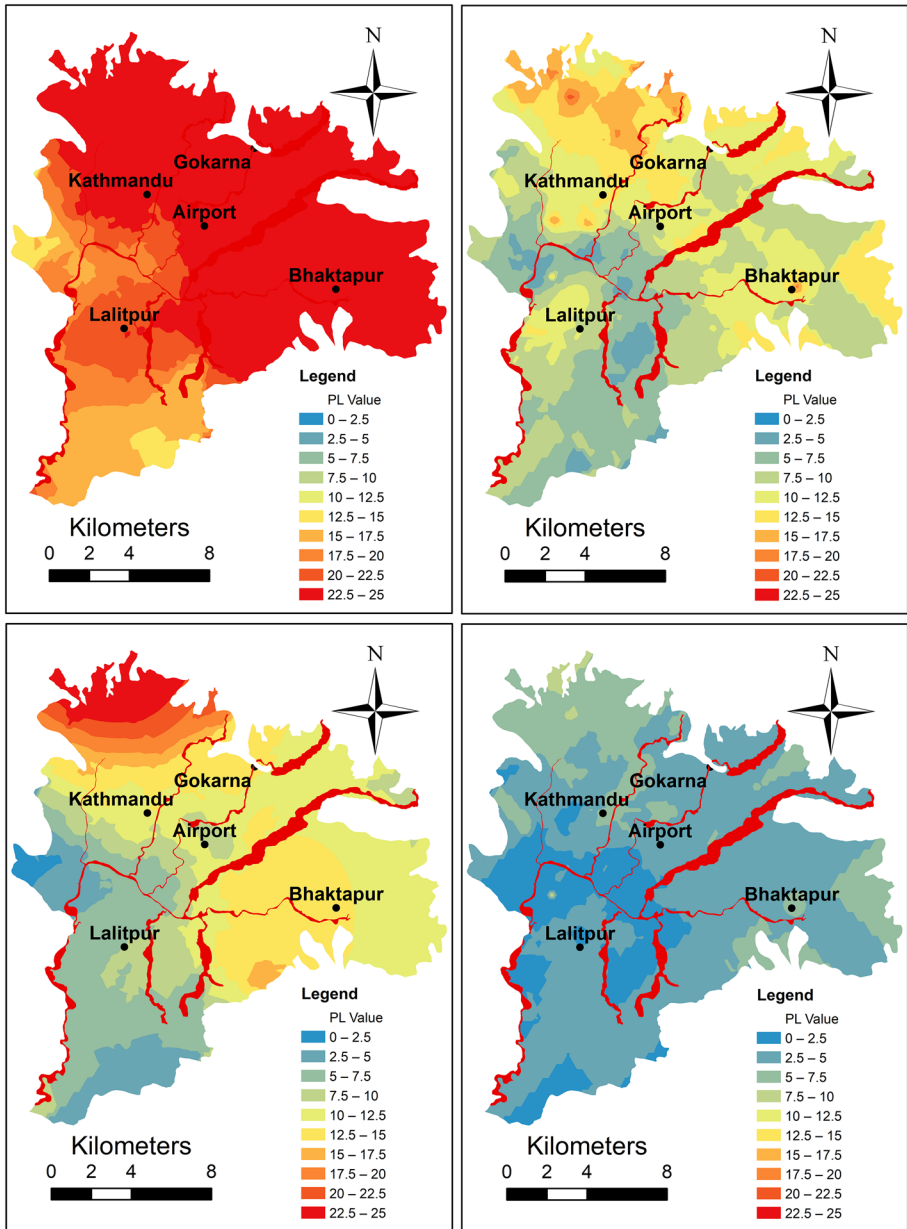 N
Gokarna
Kathmandu
Airport
Bhaktapur
Lalitpur
Legend
PL Value
0 – 2.5
2.5 – 5
5 – 7.5
7.5 – 10
10 – 12.5
12.5 – 15
15 – 17.5
17.5 – 20
20 – 22.5
22.5 – 25
Kilometers
0 2 4 8
N
Gokarna
Kathmandu
Airport
Bhaktapur
Lalitpur
Legend
PL Value
0 – 2.5
2.5 – 5
5 – 7.5
7.5 – 10
10 – 12.5
12.5 – 15
15 – 17.5
17.5 – 20
20 – 22.5
22.5 – 25
Kilometers
0 2 4 8
N
Gokarna
Kathmandu
Airport
Bhaktapur
Lalitpur
Legend
PL Value
0 – 2.5
2.5 – 5
5 – 7.5
7.5 – 10
10 – 12.5
12.5 – 15
15 – 17.5
17.5 – 20
20 – 22.5
22.5 – 25
Kilometers
0 2 4 8
N
Gokarna
Kathmandu
Airport
Bhaktapur
Lalitpur
Legend
PL Value
0 – 2.5
2.5 – 5
5 – 7.5
7.5 – 10
10 – 12.5
12.5 – 15
15 – 17.5
17.5 – 20
20 – 22.5
22.5 – 25
Kilometers
0 2 4 8